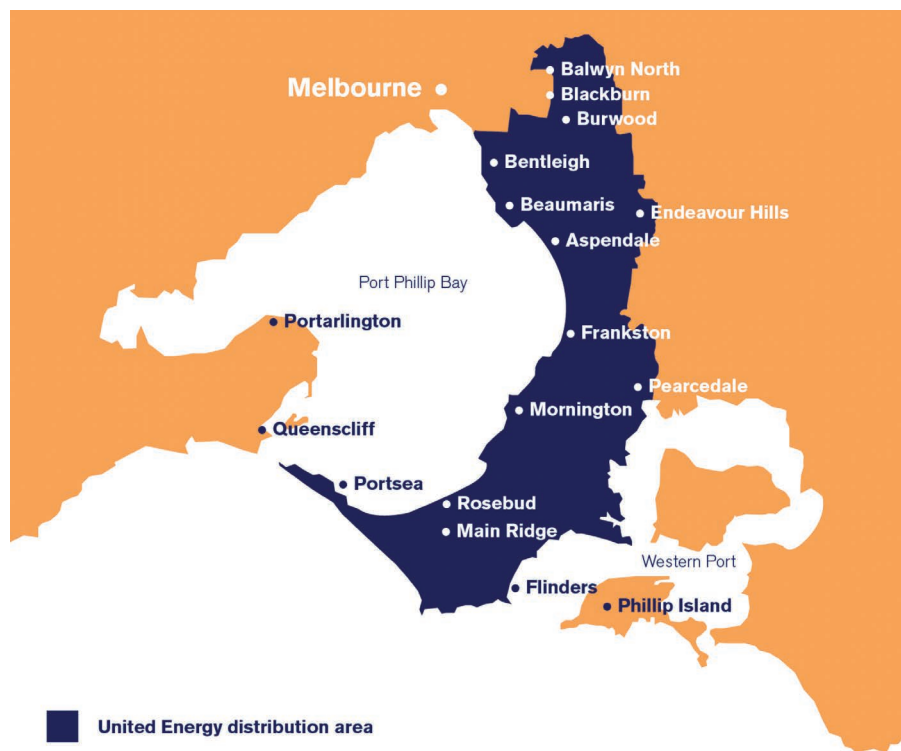 Balwyn North
Melbourne
Blackburn
Burwood
Bentleigh
Beaumaris
Endeavour Hills
Aspendale
Port Phillip Bay
Portarlington
Frankston
Pearcedale
Mornington
Queenscliff
Portsea
Rosebud
Main Ridge
Western Port
Flinders
Phillip Island
United Energy distribution area